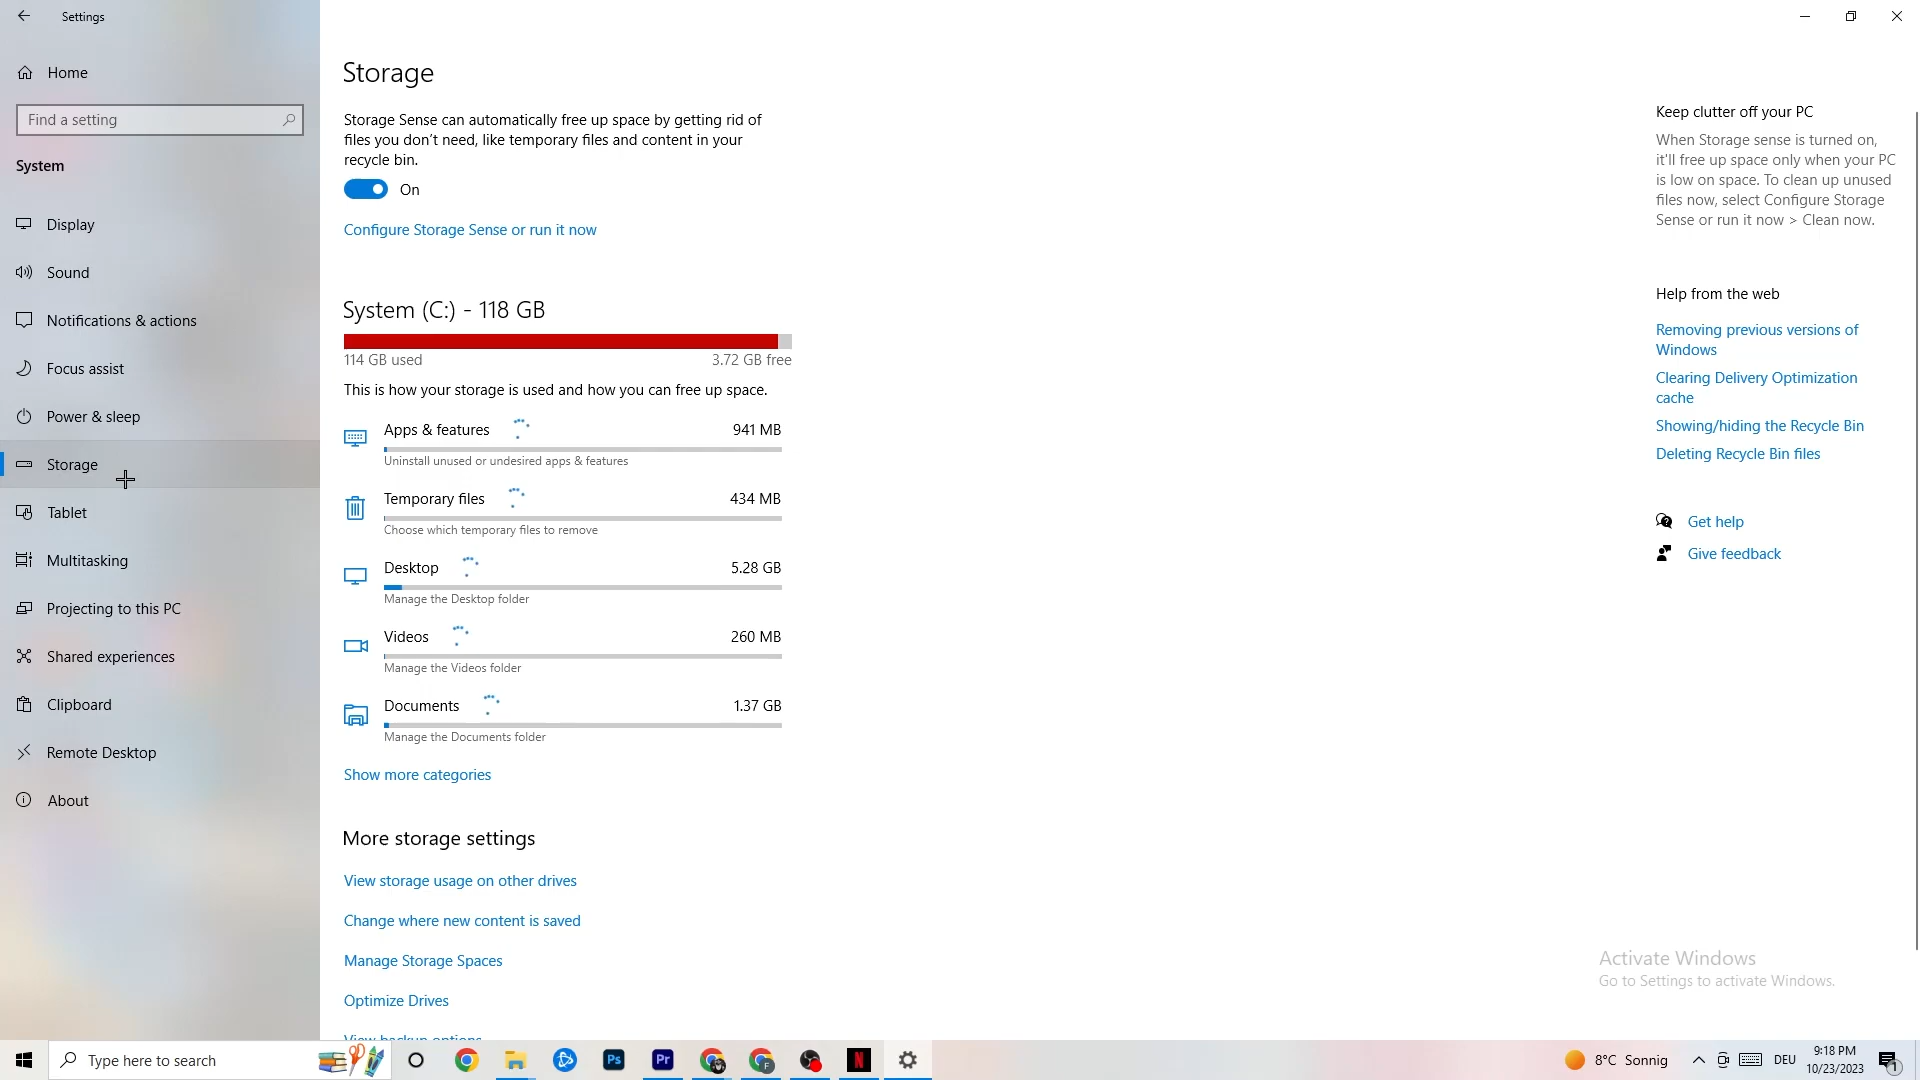 Settings
Home
Find a setting
System
Display
Sound
Notifications & actions
Focus assist
Power & sleep
Storage
Tablet
Multitasking
Projecting to this PC
Shared experiences
Clipboard
Remote Desktop
About
Storage
Storage Sense can automatically free up space by getting rid of
files you don't need, like temporary files and content in your
recycle bin.
On
Configure Storage Sense or run it now
System (C:) - 118 GB
114 GB used
3.72 GB free
This is how your storage is used and how you can free up space.
Apps & features
941 MB
Uninstall unused or undesired apps & features
Temporary files
434 MB
Choose which temporary files to remove
Desktop
5.28 GB
Manage the Desktop folder
Videos
260 MB
Manage the Videos folder
Documents
1.37 GB
Manage the Documents folder
Show more categories
More storage settings
View storage usage on other drives
Change where new content is saved
Manage Storage Spaces
Optimize Drives
View backup options
Keep clutter off your PC
When Storage sense is turned on,
it'll free up space only when your PC
is low on space. To clean up unused
files now, select Configure Storage
Sense or run it now > Clean now.
Help from the web
Removing previous versions of
Windows
Clearing Delivery Optimization
cache
Showing/hiding the Recycle Bin
Deleting Recycle Bin files
Get help
Give feedback
Activate Windows
Go to Settings to activate Windows.
Type here to search
Ps
Pr
F
N
8°C Sonnig
DEU
9:18 PM
10/23/2023
1